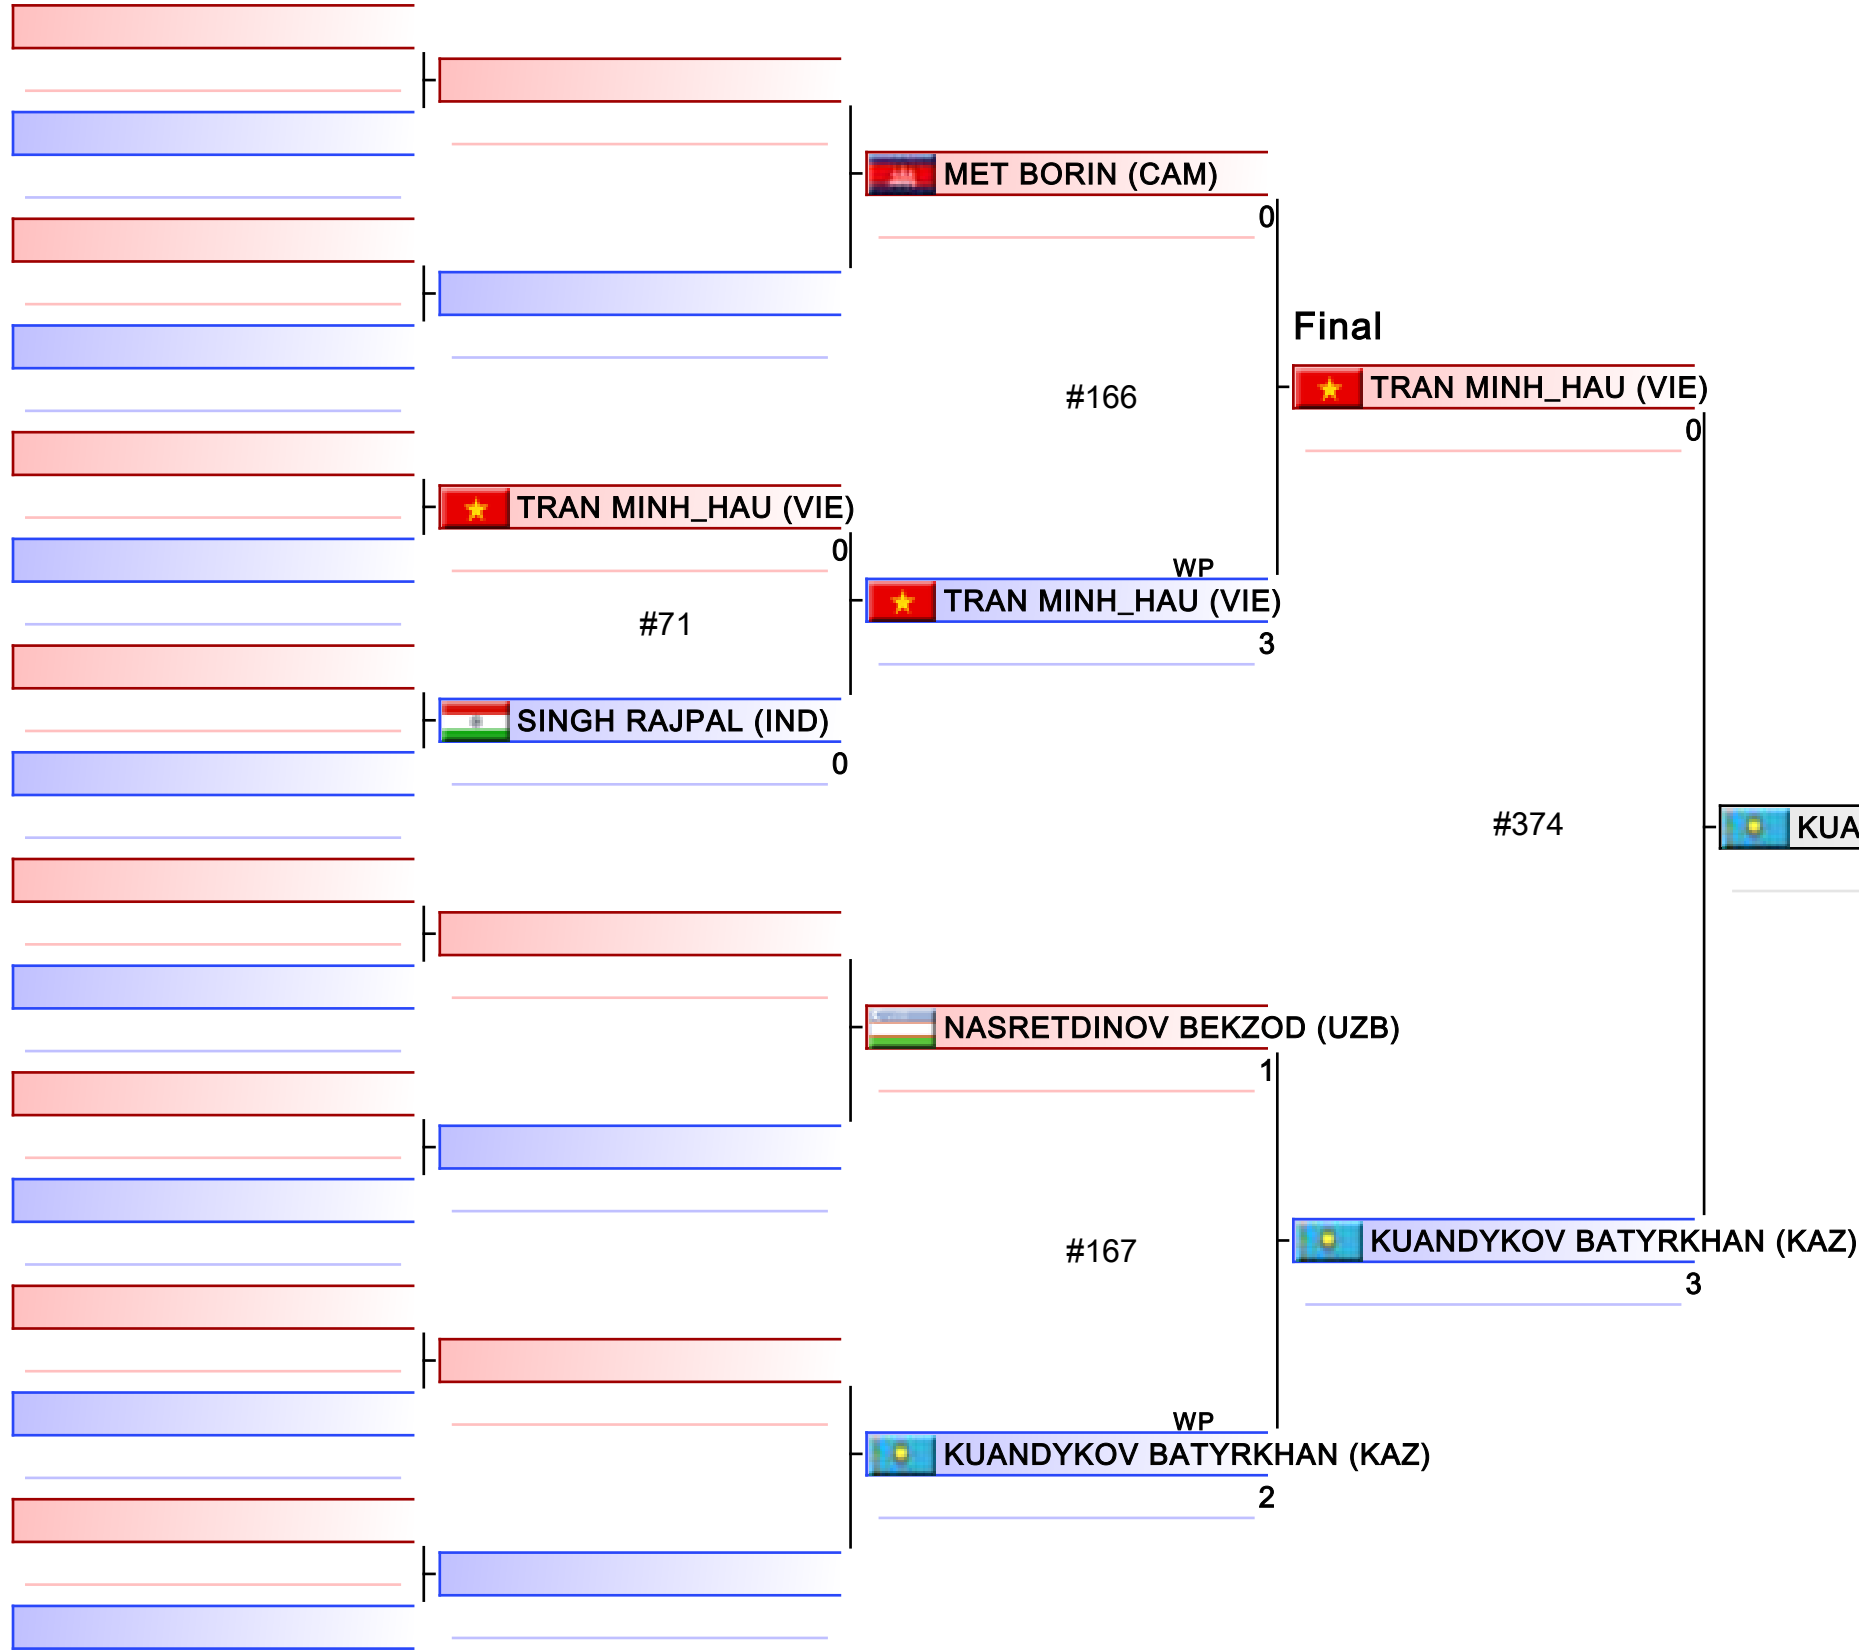 MET BORIN (CAM)
0
Final
#166
TRAN MINH_HAU (VIE)
0
TRAN MINH_HAU (VIE)
0
WP
TRAN MINH_HAU (VIE)
#71
3
SINGH RAJPAL (IND)
0
#374
KUA
NASRETDINOV BEKZOD (UZB)
1
#167
KUANDYKOV BATYRKHAN (KAZ)
3
WP
KUANDYKOV BATYRKHAN (KAZ)
2